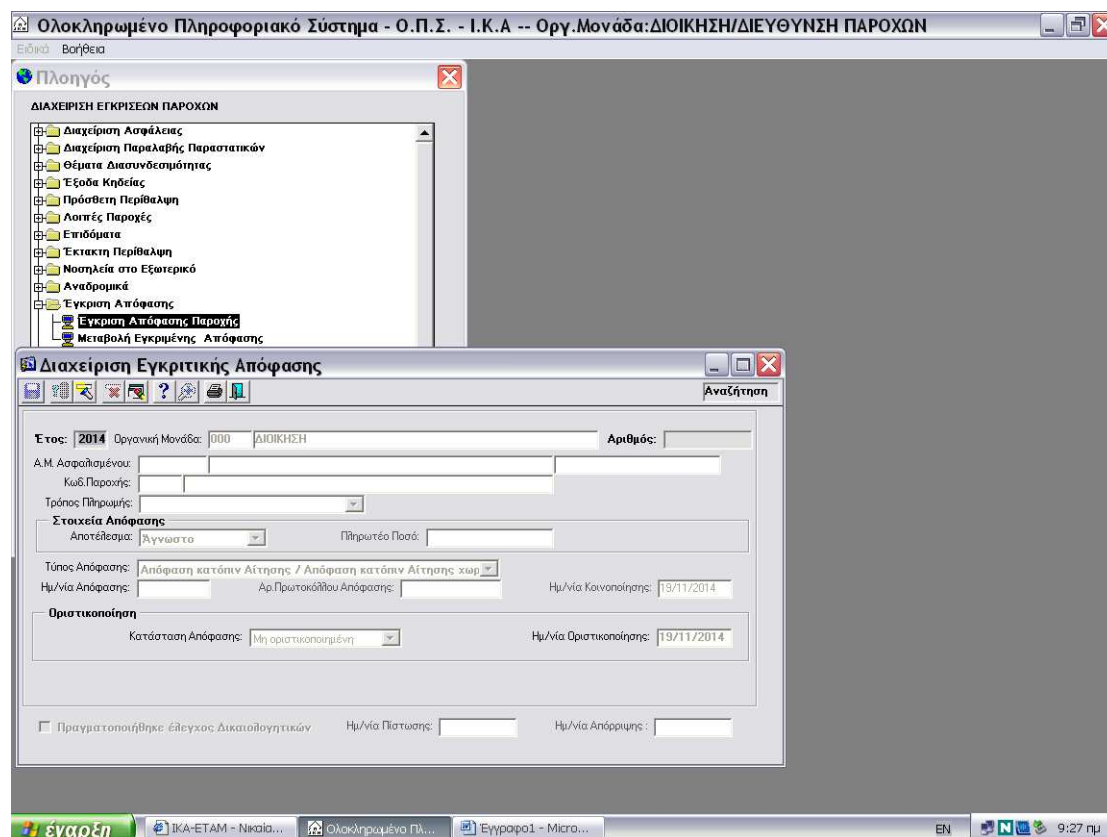 Ολοκληρωμένο Πληροφοριακό Σύστημα - Ο.Π.Σ. - Ι.Κ.Α -- Οργ.Μονάδα:ΔΙΟΙΚΗΣΗ/ΔΙΕΥΘΥΝΣΗ ΠΑΡΟΧΩΝ
Ειδικά Βοήθεια
Πλοηγός
ΔΙΑΧΕΙΡΙΣΗ ΕΓΚΡΙΣΕΩΝ ΠΑΡΟΧΩΝ
Διαχείριση Ασφάλειας
Διαχείριση Παραλαβής Παραστατικών
Θέματα Διασυνδεσιμότητας
Έξοδα Κηδείας
Πρόσθετη Περίθαλψη
Λοιπές Παροχές
Επιδόματα
Έκτακτη Περίθαλψη
Νοσηλεία στο Εξωτερικό
Αναδρομικά
Έγκριση Απόφασης
Έγκριση Απόφασης Παροχής
Μεταβολή Εγκριμένης Απόφασης
Διαχείριση Εγκριτικής Απόφασης
Αναζήτηση
Έτος: 2014 Οργανική Μονάδα: 000 ΔΙΟΙΚΗΣΗ Αριθμός:
Α.Μ. Ασφαλισμένου:
Κωδ.Παροχής:
Τρόπος Πληρωμής:
Στοιχεία Απόφασης
Αποτέλεσμα: Άγνωστο Πληρωτέο Ποσό:
Τύπος Απόφασης: Απόφαση κατόπιν Αίτησης / Απόφαση κατόπιν Αίτησης χωρ
Ημ/νία Απόφασης: Αρ.Πρωτοκόλλου Απόφασης: Ημ/νία Κοινοποίησης: 19/11/2014
Οριστικοποίηση
Κατάσταση Απόφασης: Μη οριστικοποιημένη Ημ/νία Οριστικοποίησης: 19/11/2014
Πραγματοποιήθηκε έλεγχος Δικαιολογητικών Ημ/νία Πίστωσης: Ημ/νία Απόρριψης :
έναρξη IKA-ETAM - Νικαία... Ολοκληρωμένο Πλ... Έγγραφο1 - Micro... EN N 9:27 πμ